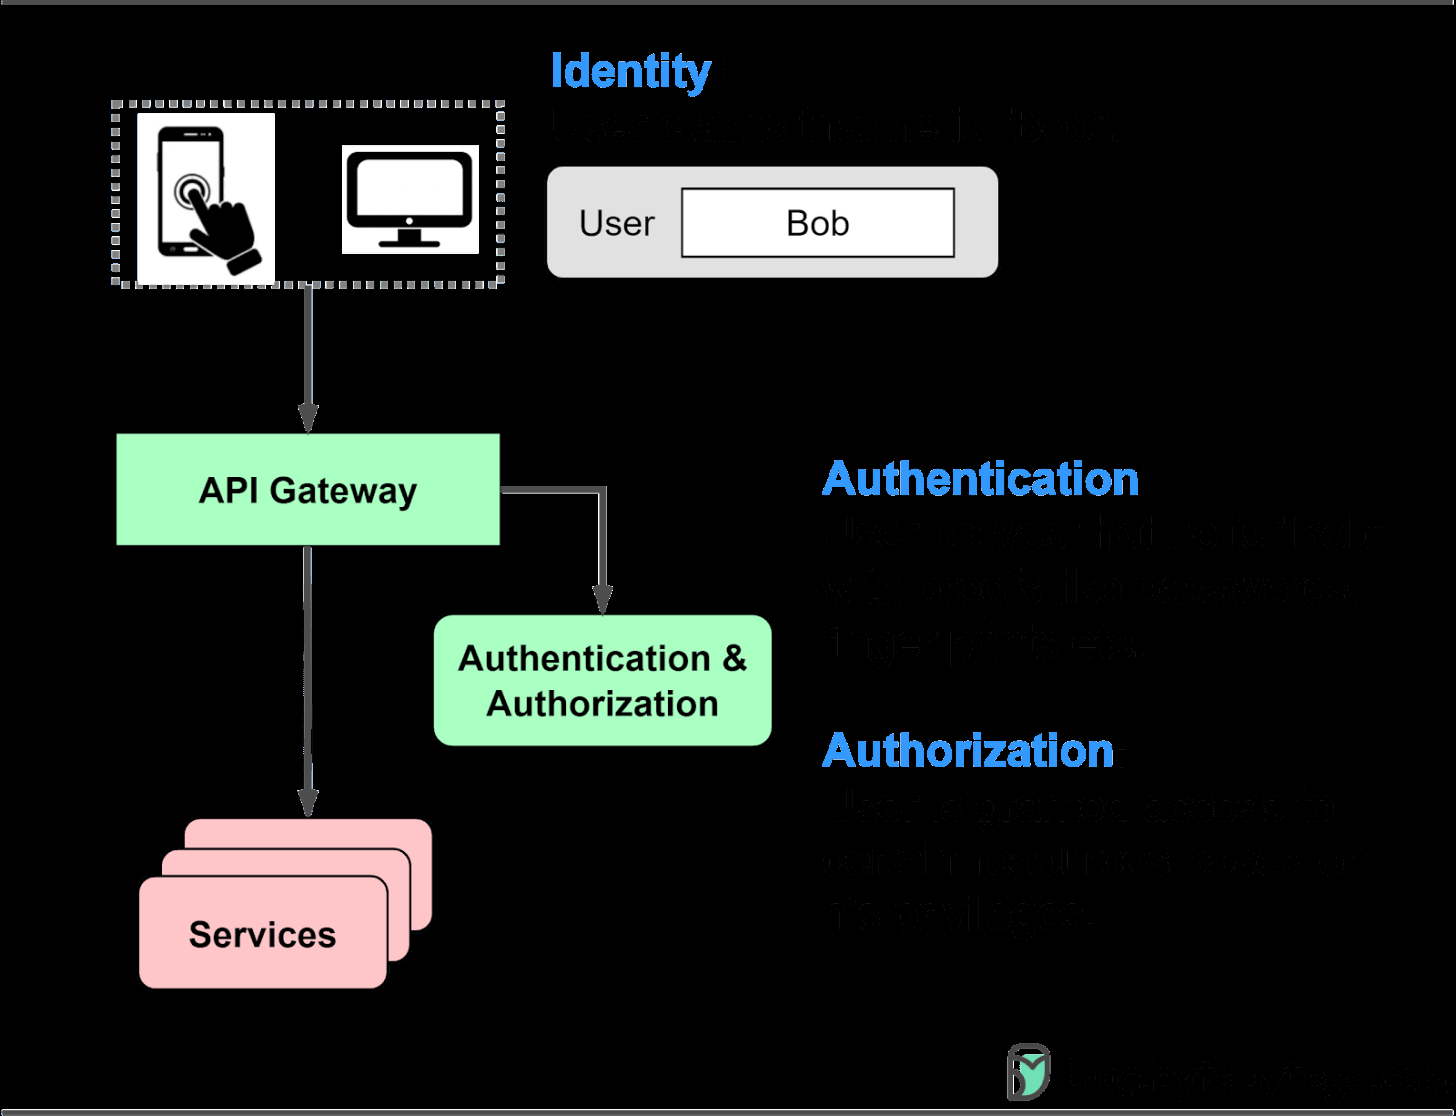 Identity
User claims that he is "Bob".
User
Bob
API Gateway
Authentication
User proves that he is "Bob"
with proofs like passwords,
fingerprints etc.
Authentication &
Authorization
Authorization
User is granted access to
certain resources based on
his privileges.
Services